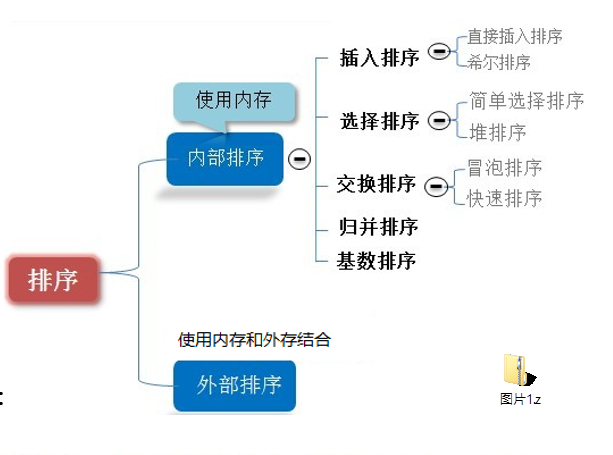 直接插入排序
插入排序
希尔排序
使用内存
简单选择排序
选择排序
堆排序
内部排序
冒泡排序
交换排序
快速排序
归并排序
基数排序
排序
使用内存和外存结合
外部排序
:
图片1.z